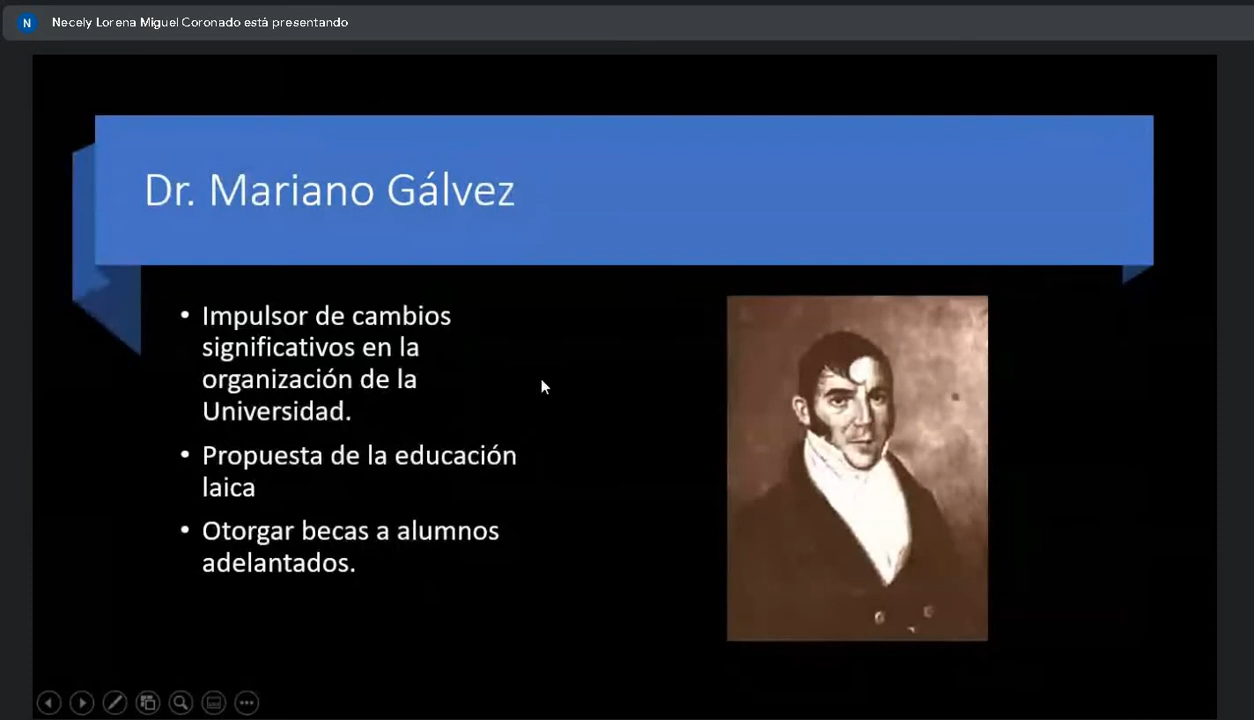 N Necely Lorena Miguel Coronado está presentando
Dr. Mariano Gálvez
• Impulsor de cambios
significativos en la
organización de la
Universidad.
• Propuesta de la educación
laica
• Otorgar becas a alumnos
adelantados.